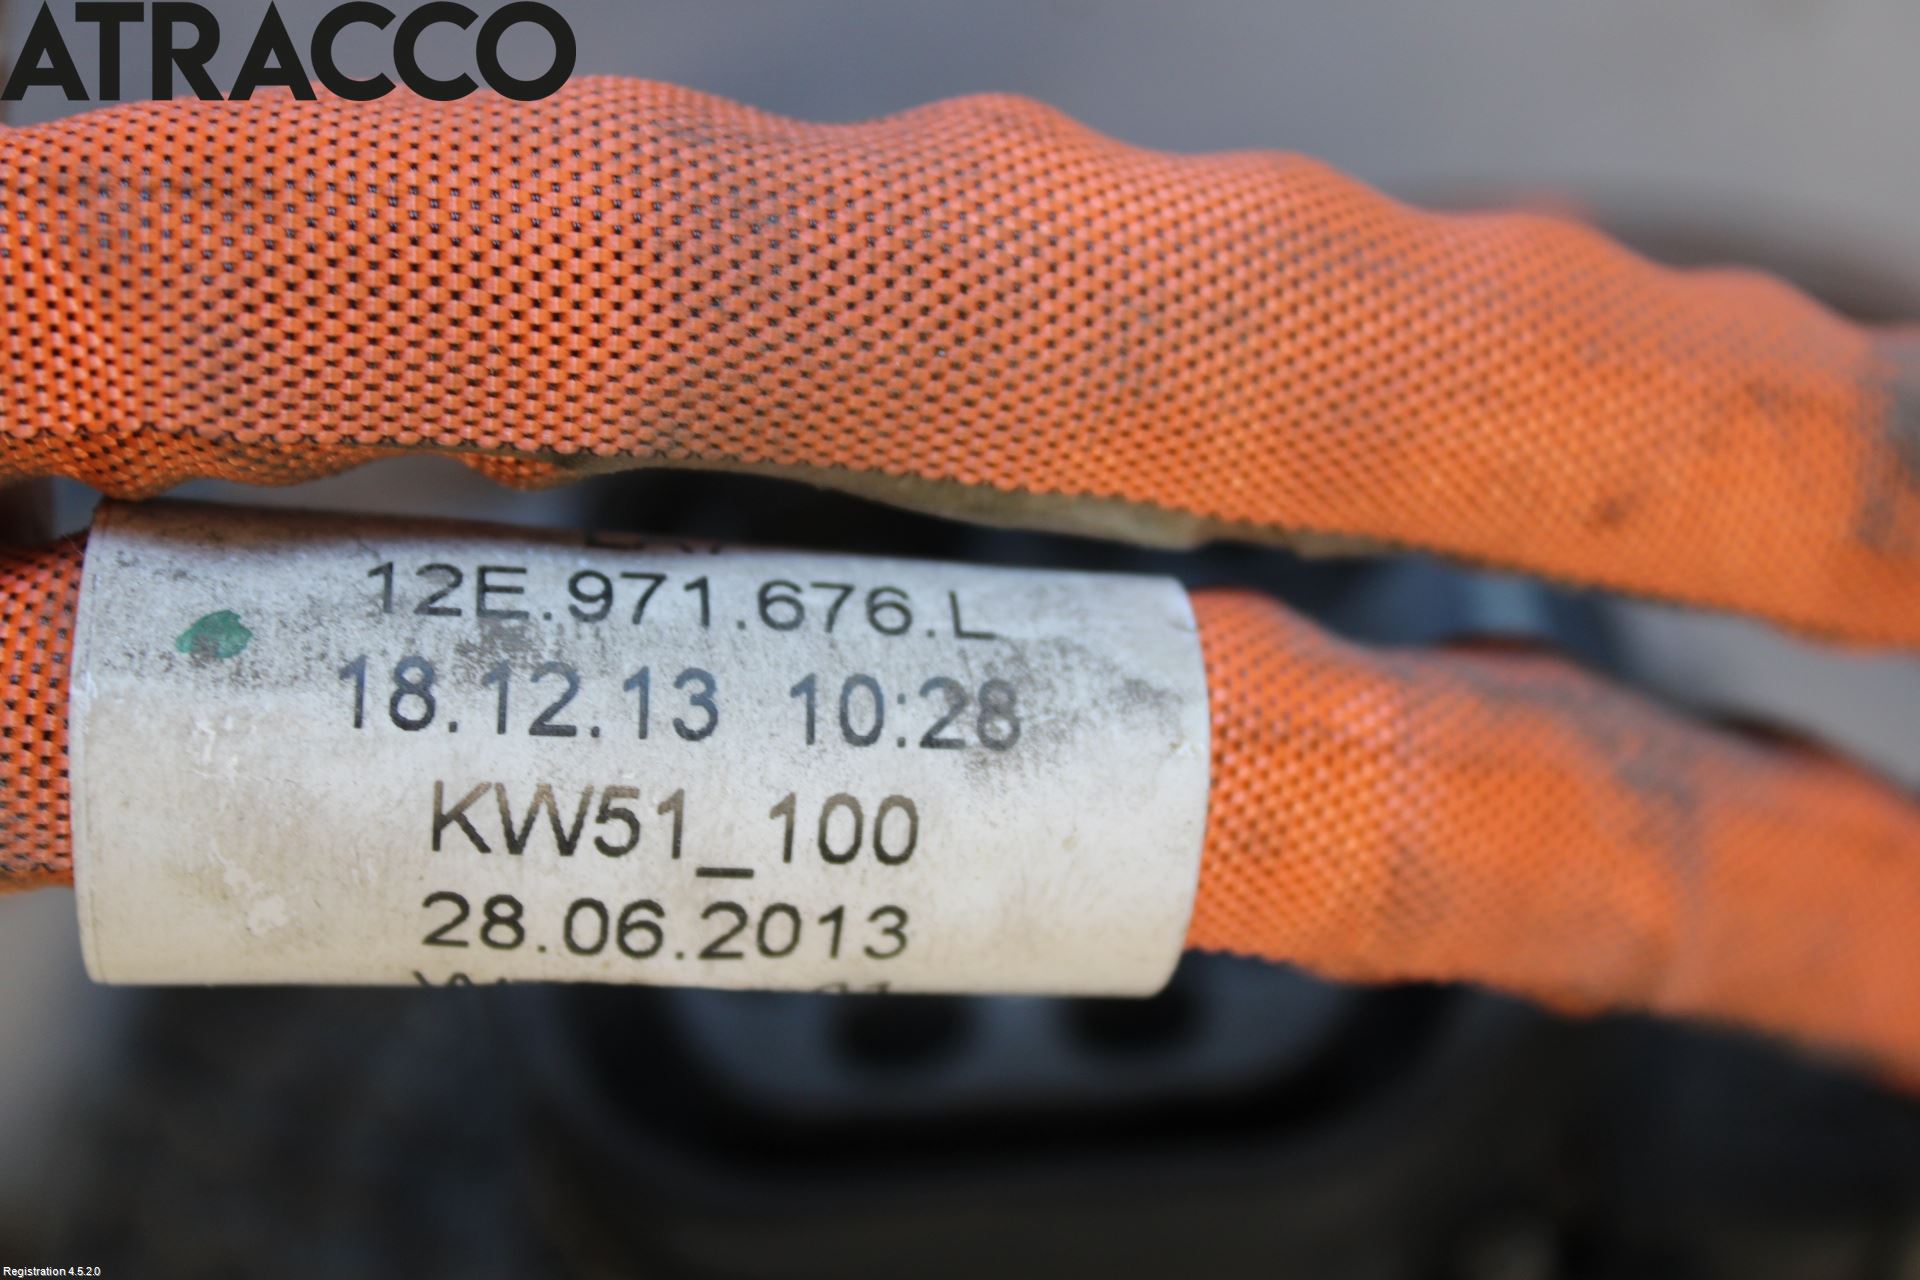 ATRACCO
12E.971.676.L
18.12.13 10:28
KW51_100
28.06.2013
Registration 4.5.2.0